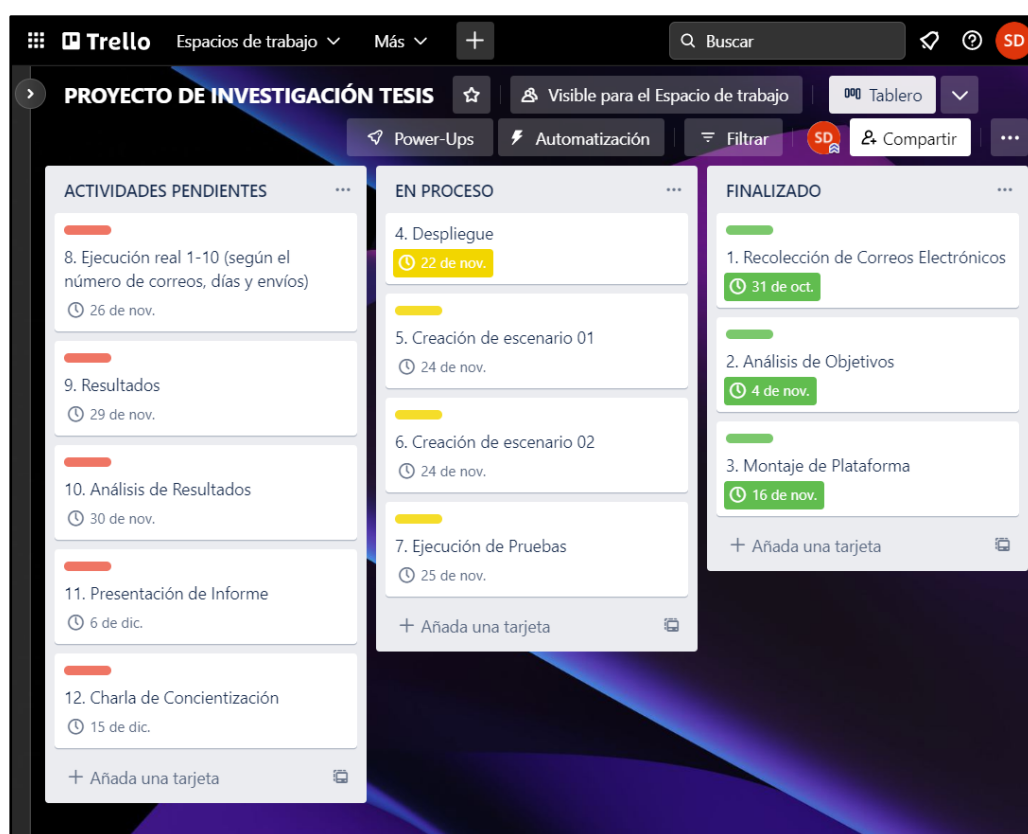 Trello Espacios de trabajo Más Buscar SD
PROYECTO DE INVESTIGACIÓN TESIS Visible para el Espacio de trabajo Tablero
Power-Ups Automatización Filtrar SD Compartir
ACTIVIDADES PENDIENTES
8. Ejecución real 1-10 (según el
número de correos, días y envíos)
26 de nov.
9. Resultados
29 de nov.
10. Análisis de Resultados
30 de nov.
11. Presentación de Informe
6 de dic.
12. Charla de Concientización
15 de dic.
+ Añada una tarjeta
EN PROCESO
4. Despliegue
22 de nov.
5. Creación de escenario 01
24 de nov.
6. Creación de escenario 02
24 de nov.
7. Ejecución de Pruebas
25 de nov.
+ Añada una tarjeta
FINALIZADO
1. Recolección de Correos Electrónicos
31 de oct.
2. Análisis de Objetivos
4 de nov.
3. Montaje de Plataforma
16 de nov.
+ Añada una tarjeta